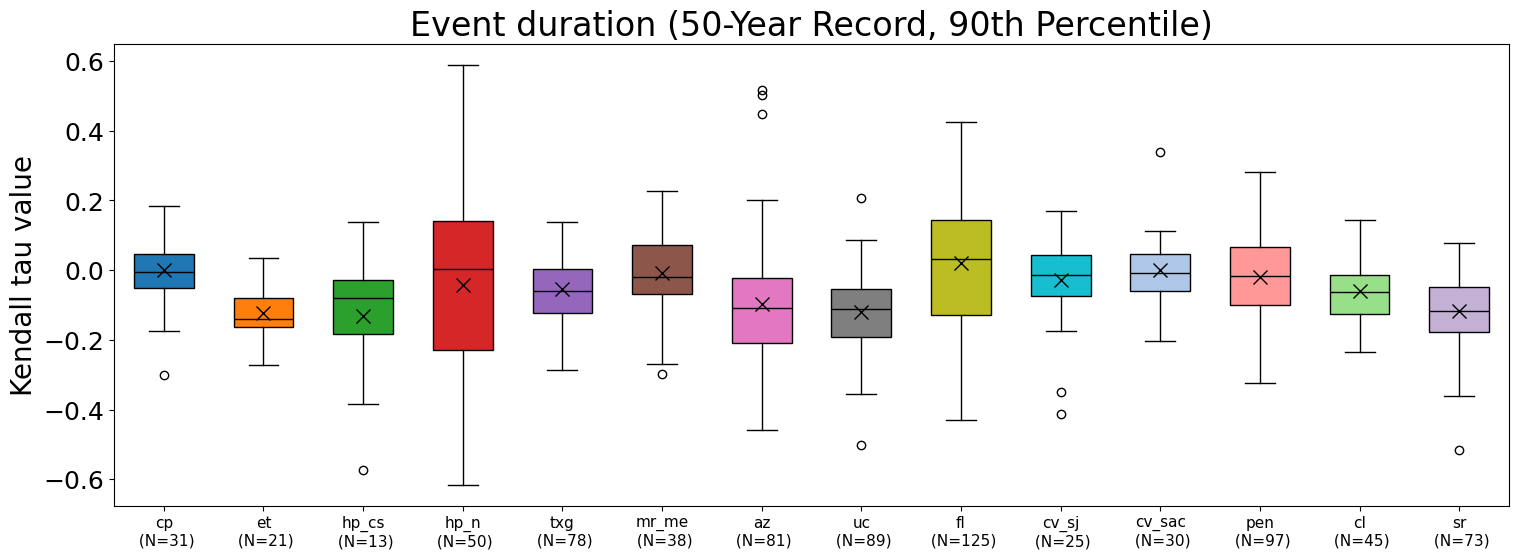 Event duration (50-Year Record, 90th Percentile)
Kendall tau value
0.6
0.4
0.2
0.0
−0.2
−0.4
−0.6
cp et hp_cs hp_n txg mr_me az uc fl cv_sj cv_sac pen cl sr
(N=31) (N=21) (N=13) (N=50) (N=78) (N=38) (N=81) (N=89) (N=125) (N=25) (N=30) (N=97) (N=45) (N=73)